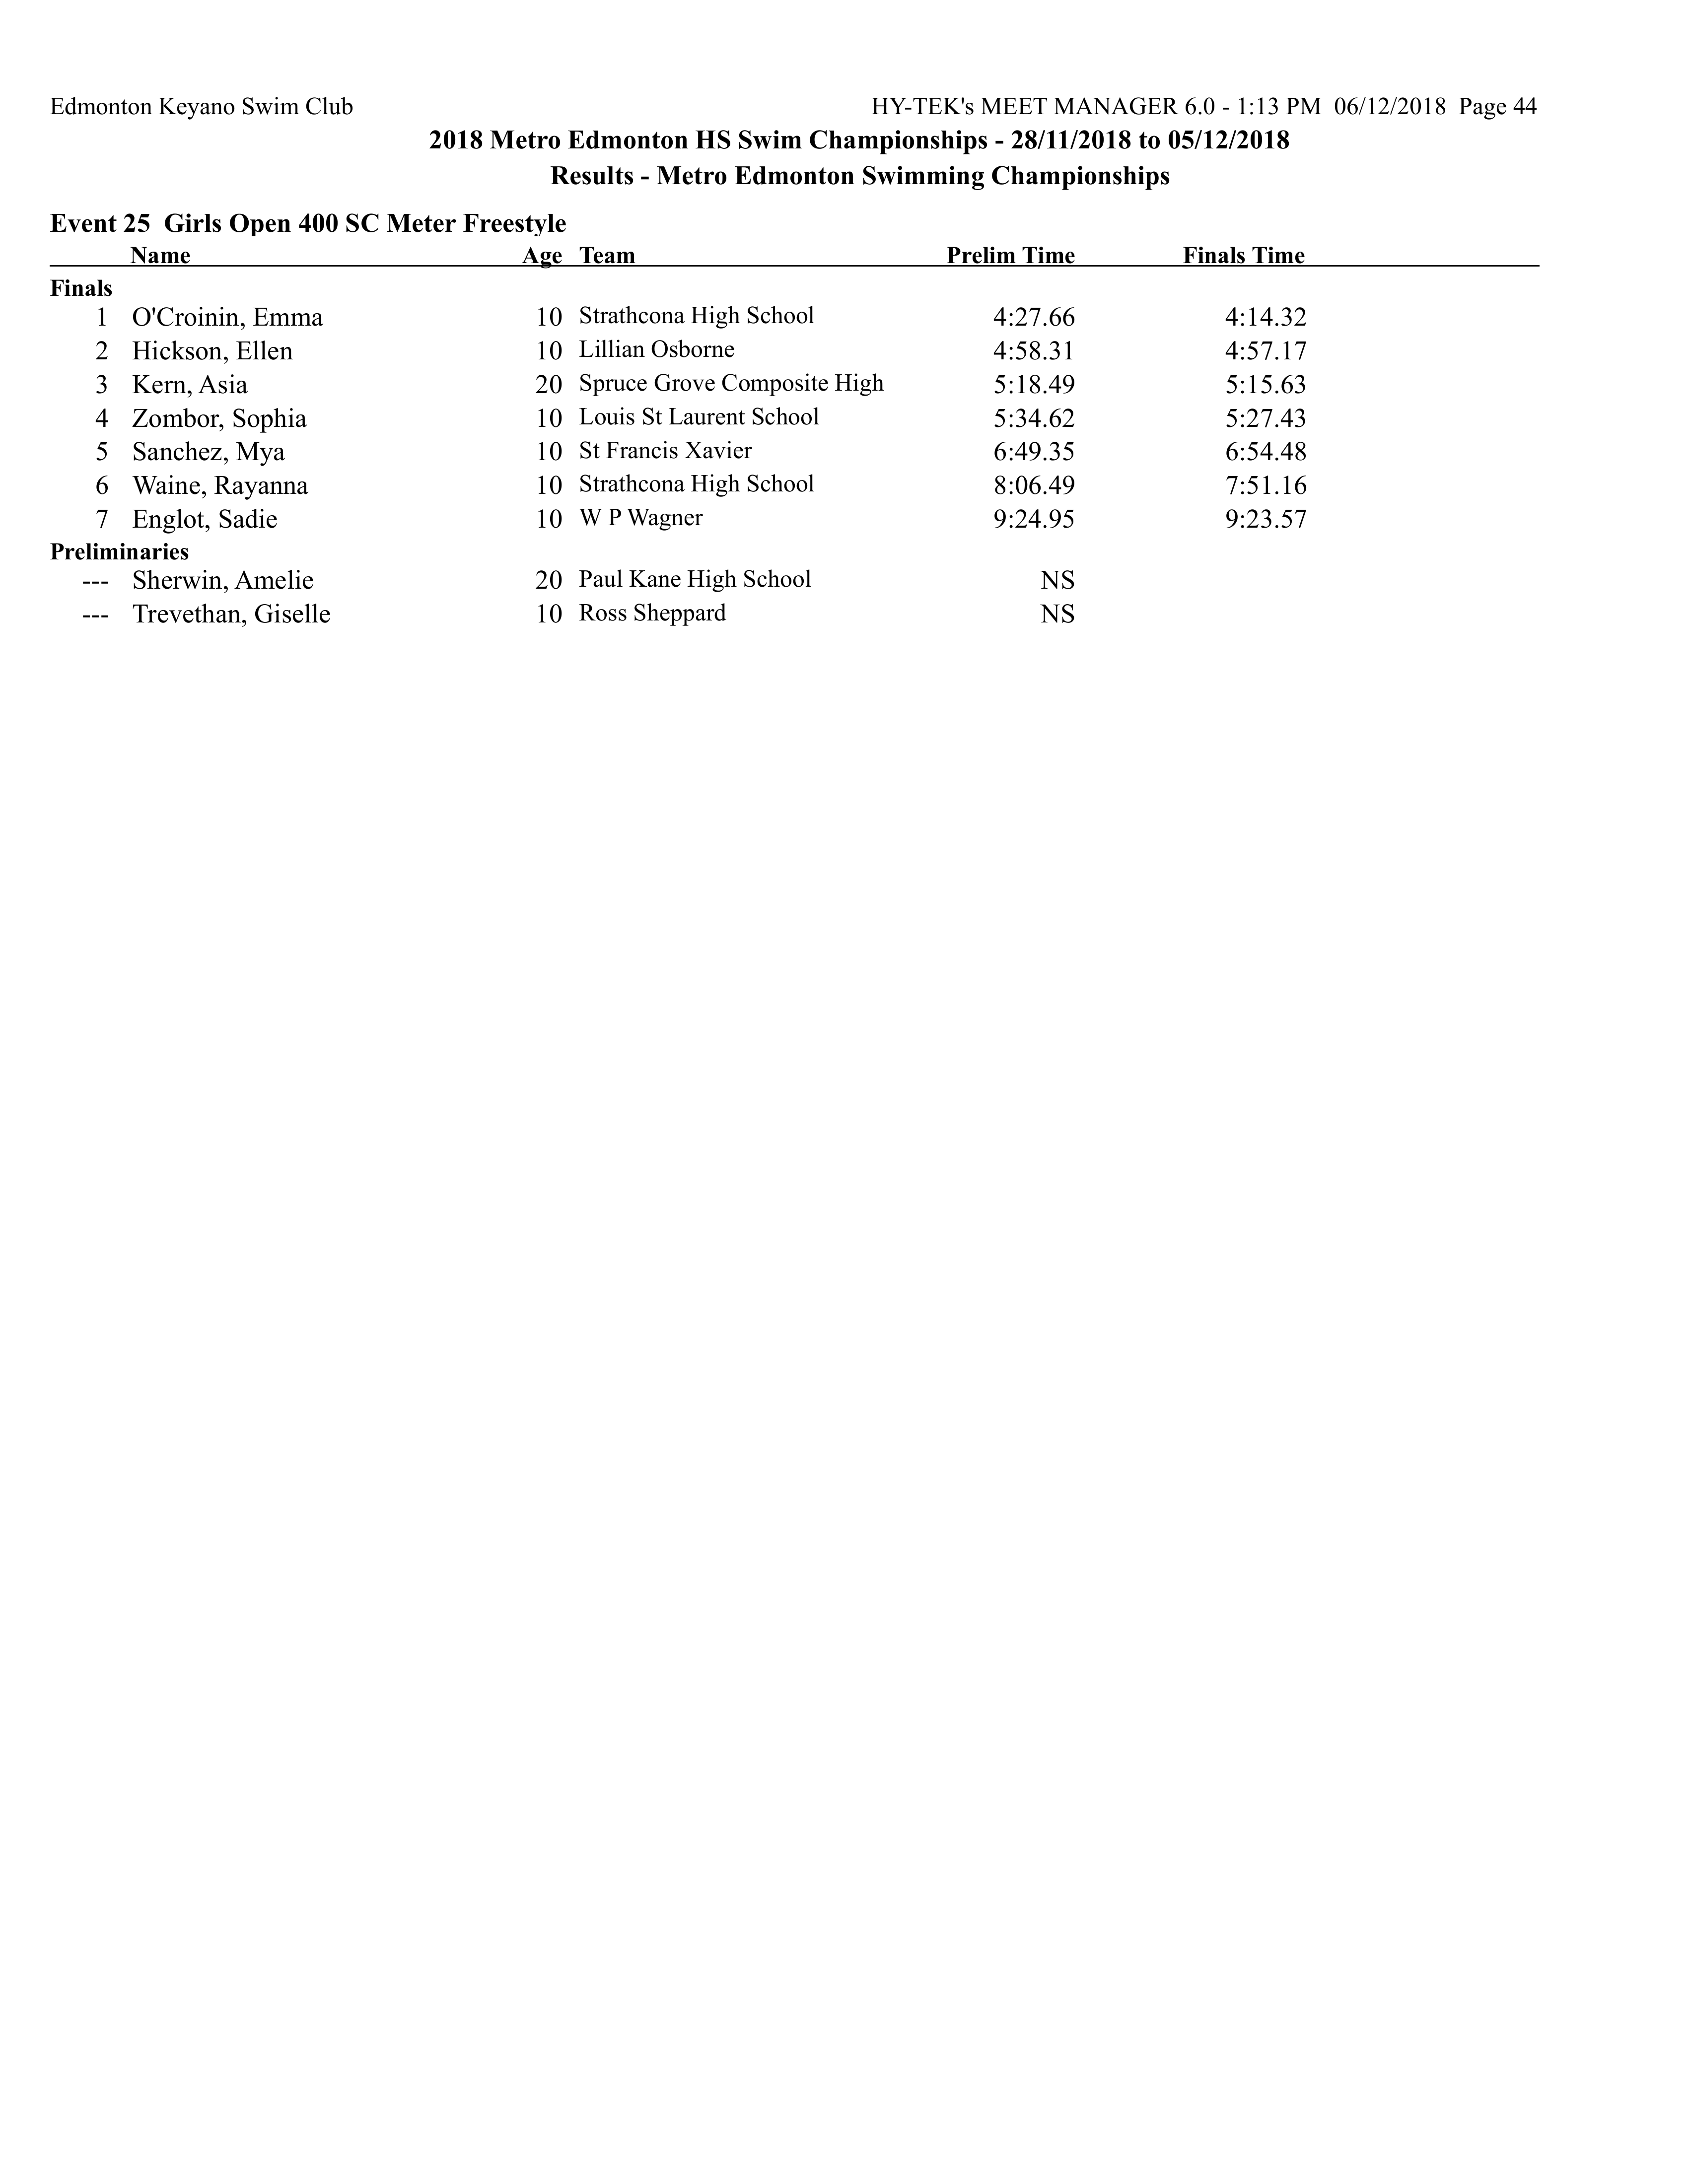 Edmonton Keyano Swim Club HY-TEK's MEET MANAGER 6.0 - 1:13 PM 06/12/2018 Page 44
2018 Metro Edmonton HS Swim Championships - 28/11/2018 to 05/12/2018
Results - Metro Edmonton Swimming Championships
Event 25 Girls Open 400 SC Meter Freestyle
Name Age Team Prelim Time Finals Time
Finals
1 O'Croinin, Emma 10 Strathcona High School 4:27.66 4:14.32
2 Hickson, Ellen 10 Lillian Osborne 4:58.31 4:57.17
3 Kern, Asia 20 Spruce Grove Composite High 5:18.49 5:15.63
4 Zombor, Sophia 10 Louis St Laurent School 5:34.62 5:27.43
5 Sanchez, Mya 10 St Francis Xavier 6:49.35 6:54.48
6 Waine, Rayanna 10 Strathcona High School 8:06.49 7:51.16
7 Englot, Sadie 10 W P Wagner 9:24.95 9:23.57
Preliminaries
--- Sherwin, Amelie 20 Paul Kane High School NS
--- Trevethan, Giselle 10 Ross Sheppard NS